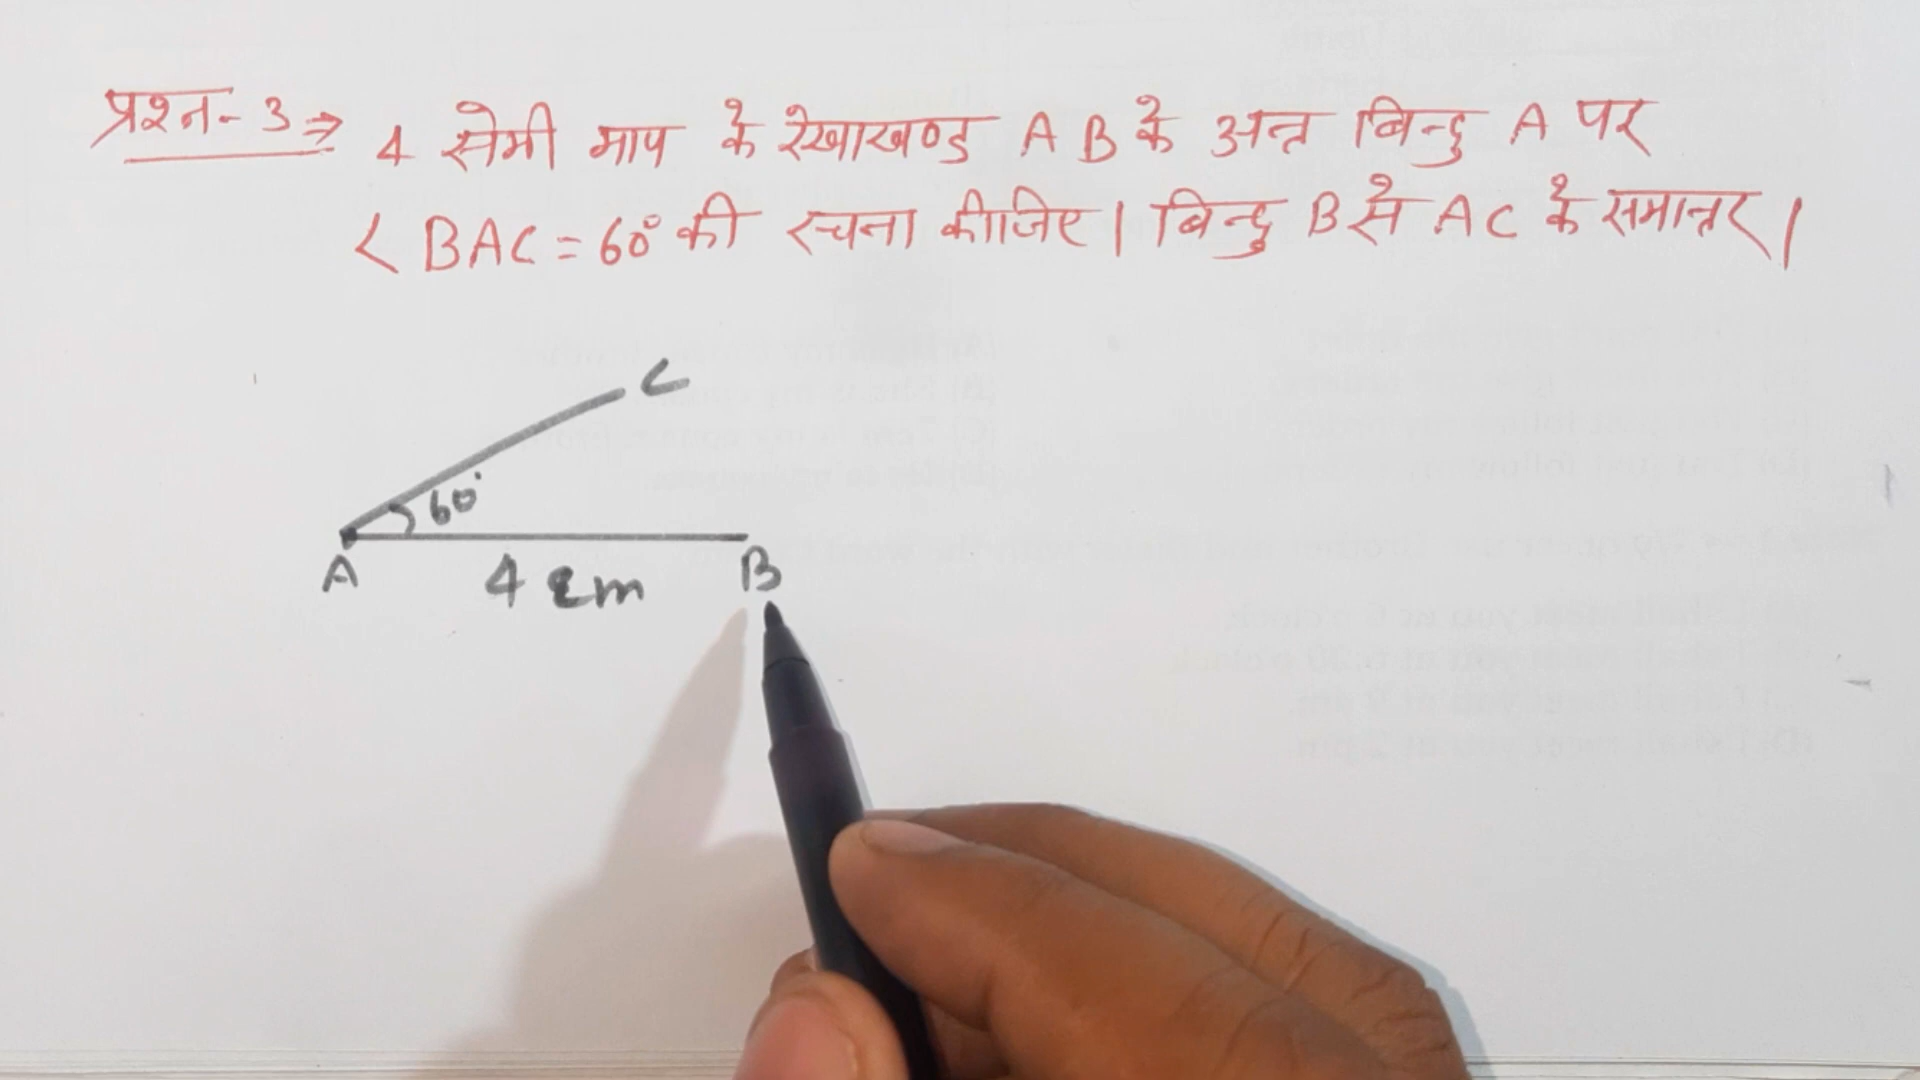 प्रश्न-3⇒ 4 सेमी माप के रेखाखण्ड AB के अन्त बिन्दु A पर
∠BAC=60° की रचना कीजिए। बिन्दु B से AC के समान्तर।
C
60°
A 4 cm B